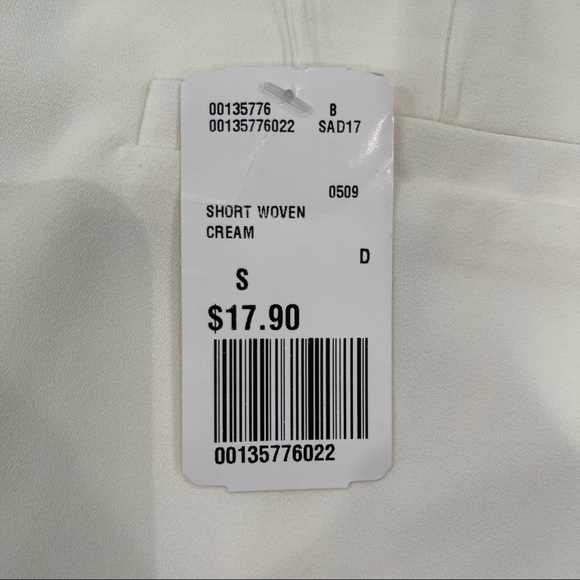 00135776 B
00135776022 SAD17
0509
SHORT WOVEN
CREAM
D
S
$17.90
00135776022